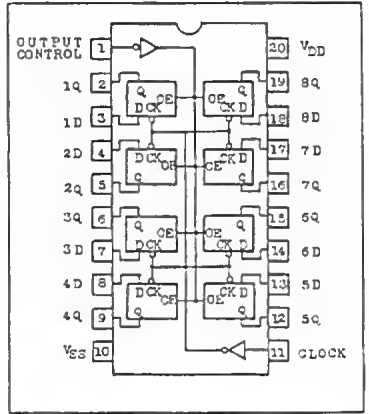 OUTPUT CONTROL 1 20 VDD
1Q 2 Q OE OE Q 19 8Q
1D 3 D CK CK D 18 8D
2D 4 D CK CK D 17 7D
2Q 5 Q OE OE Q 16 7Q
3Q 6 Q OE OE Q 15 6Q
3D 7 D CK CK D 14 6D
4D 8 D CK CK D 13 5D
4Q 9 Q OE OE Q 12 5Q
VSS 10 11 CLOCK